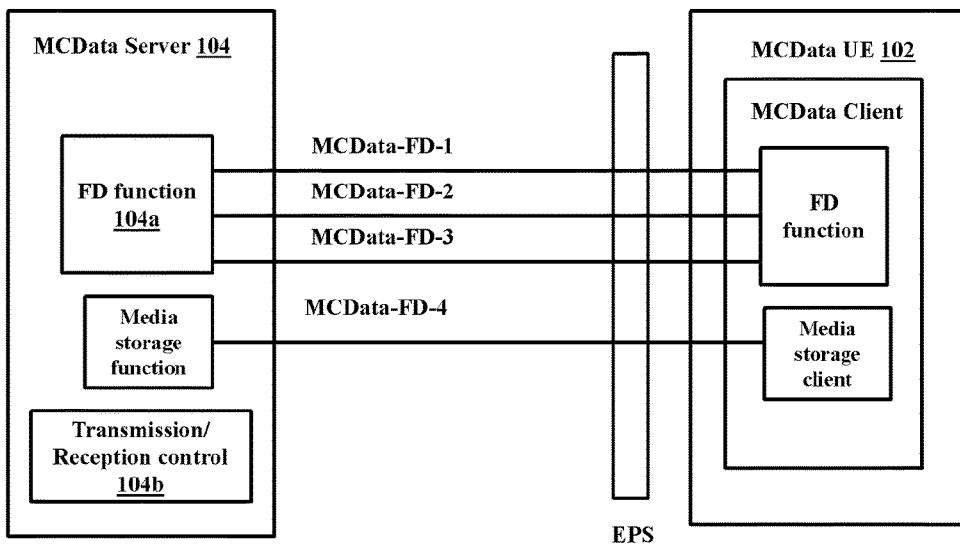 MCData Server 104
FD function
104a
Media
storage
function
Transmission/
Reception control
104b
MCData-FD-1
MCData-FD-2
MCData-FD-3
MCData-FD-4
EPS
MCData UE 102
MCData Client
FD
function
Media
storage
client